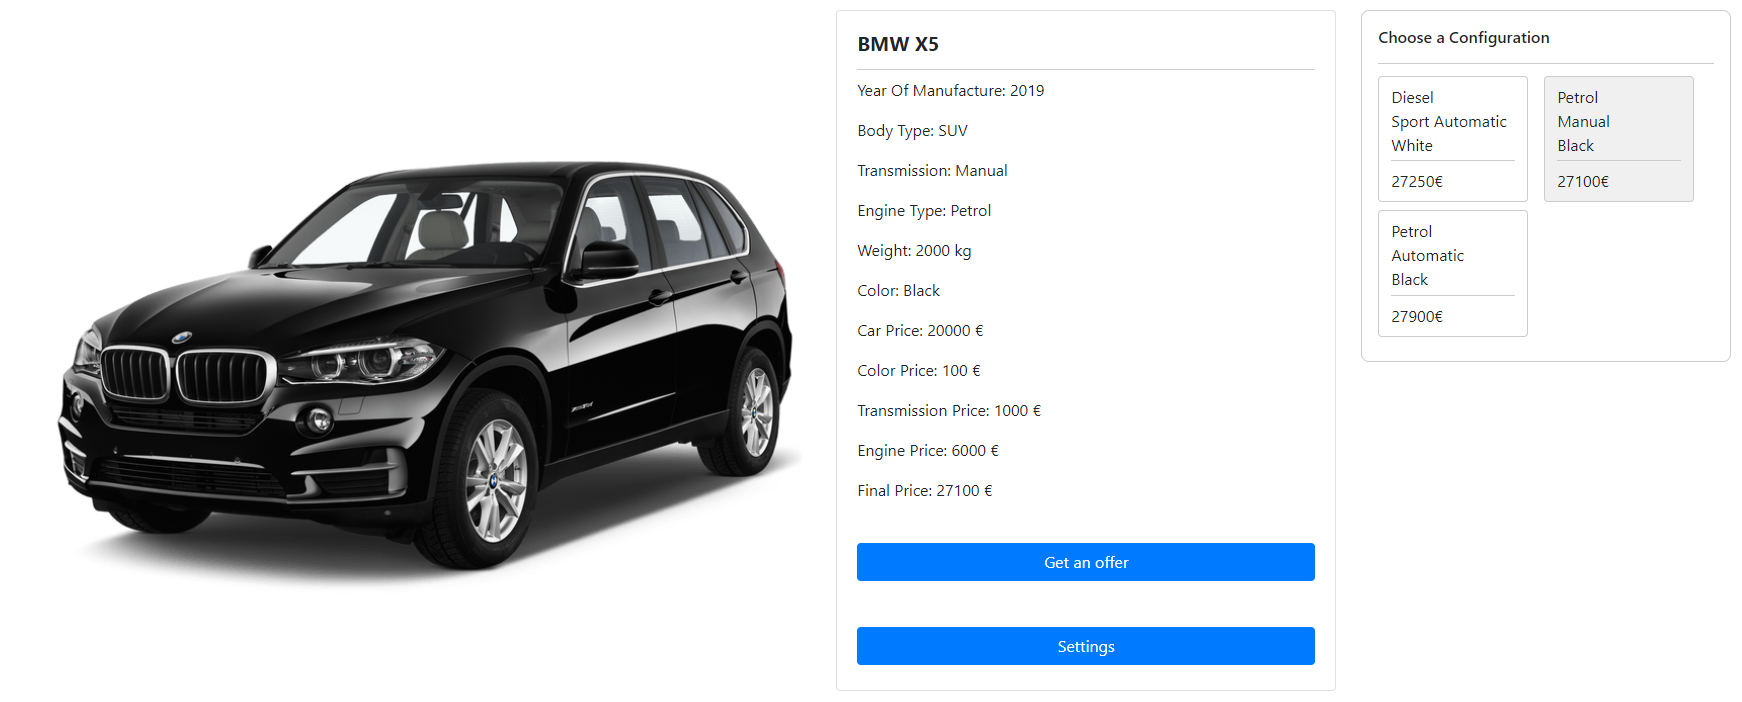 BMW X5
Year Of Manufacture: 2019
Body Type: SUV
Transmission: Manual
Engine Type: Petrol
Weight: 2000 kg
Color: Black
Car Price: 20000 €
Color Price: 100 €
Transmission Price: 1000 €
Engine Price: 6000 €
Final Price: 27100 €
Get an offer
Settings
Choose a Configuration
Diesel
Sport Automatic
White
27250€
Petrol
Manual
Black
27100€
Petrol
Automatic
Black
27900€